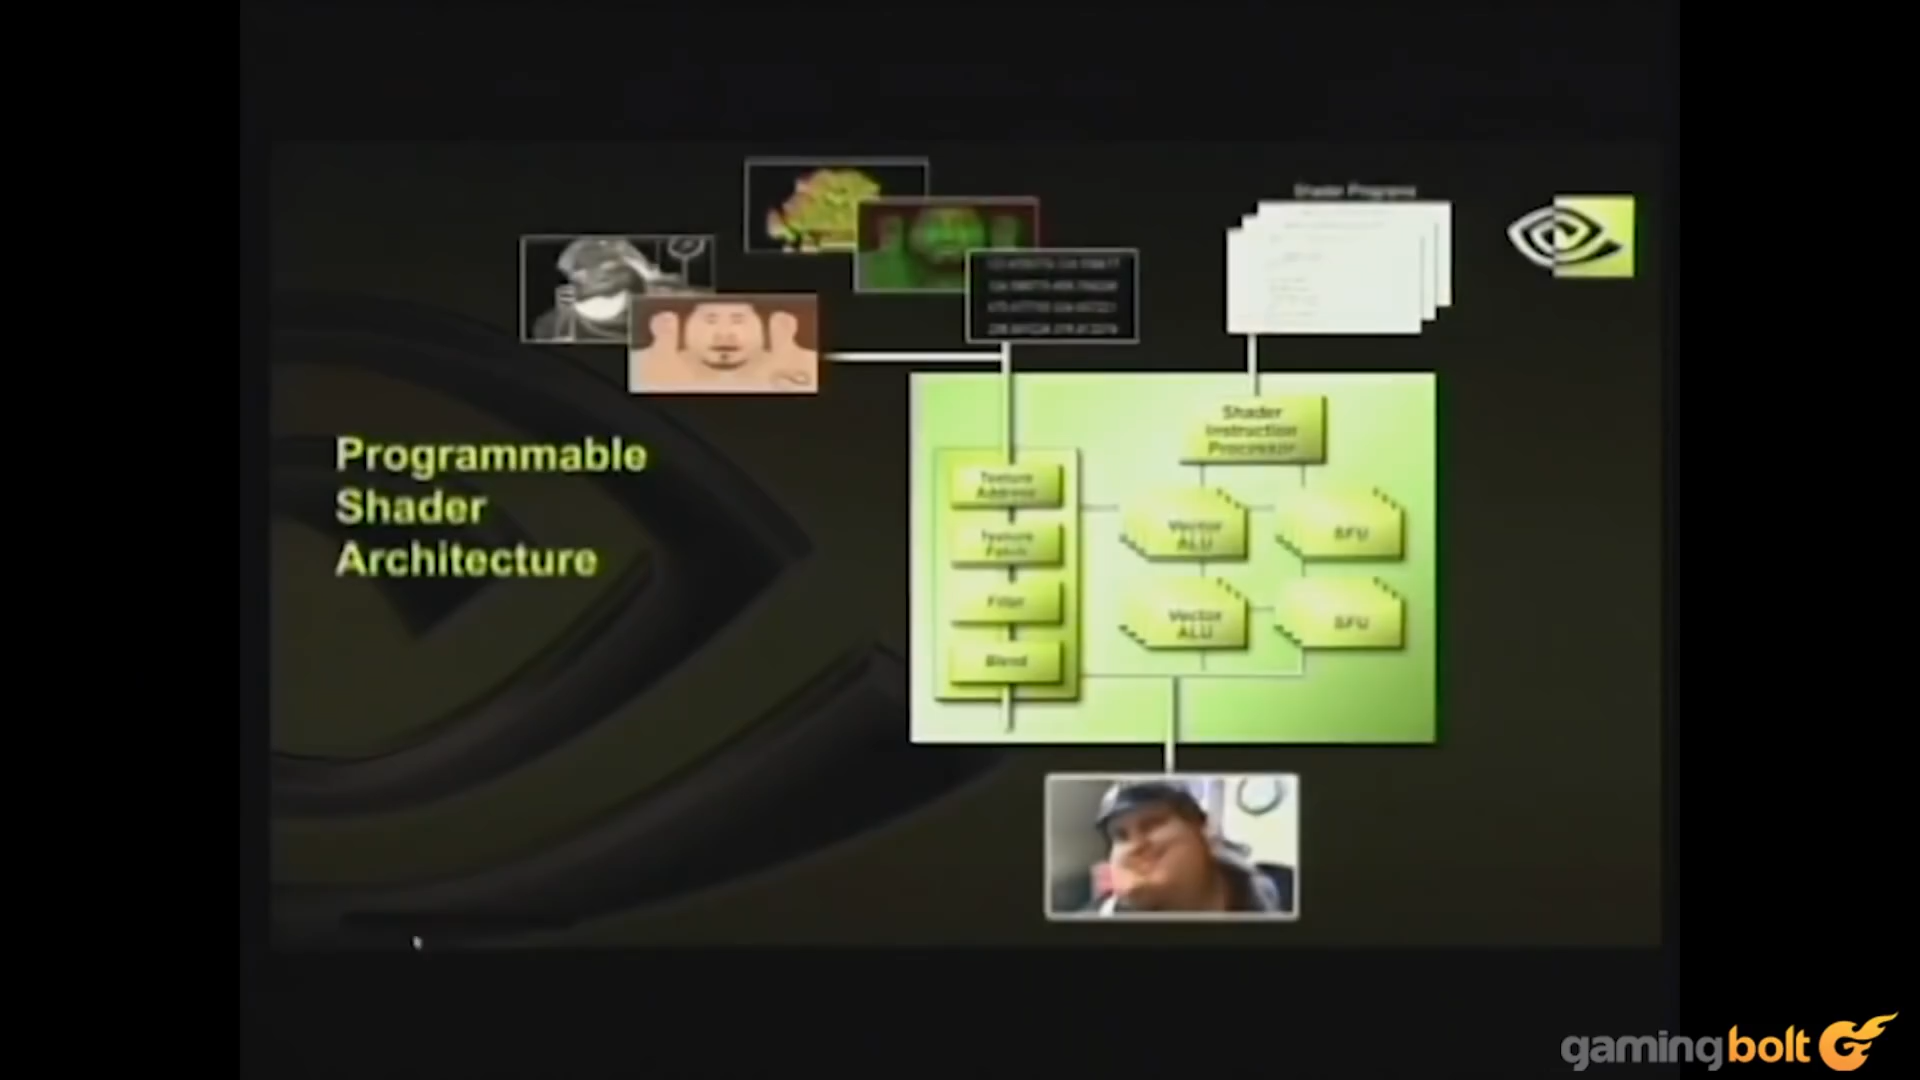 Shader Programs
Programmable
Shader
Architecture
Shader
Instruction
Processor
Texture
Address
Texture
Fetch
Filter
Blend
Vector
ALU
SFU
Vector
ALU
SFU
gamingbolt